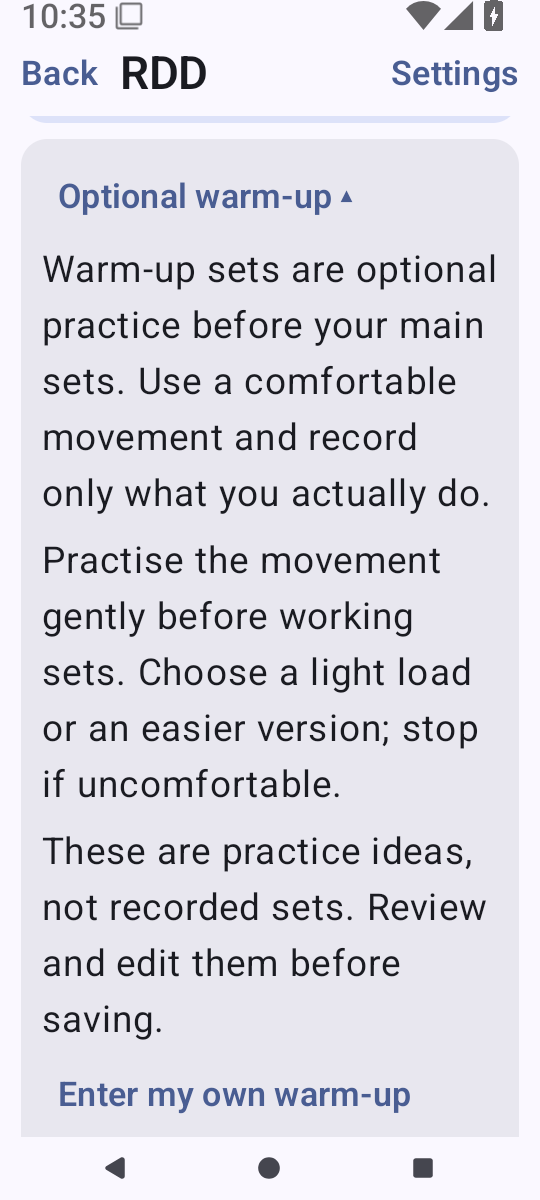 10:35
Back RDD Settings
Optional warm-up ▲
Warm-up sets are optional
practice before your main
sets. Use a comfortable
movement and record
only what you actually do.
Practise the movement
gently before working
sets. Choose a light load
or an easier version; stop
if uncomfortable.
These are practice ideas,
not recorded sets. Review
and edit them before
saving.
Enter my own warm-up